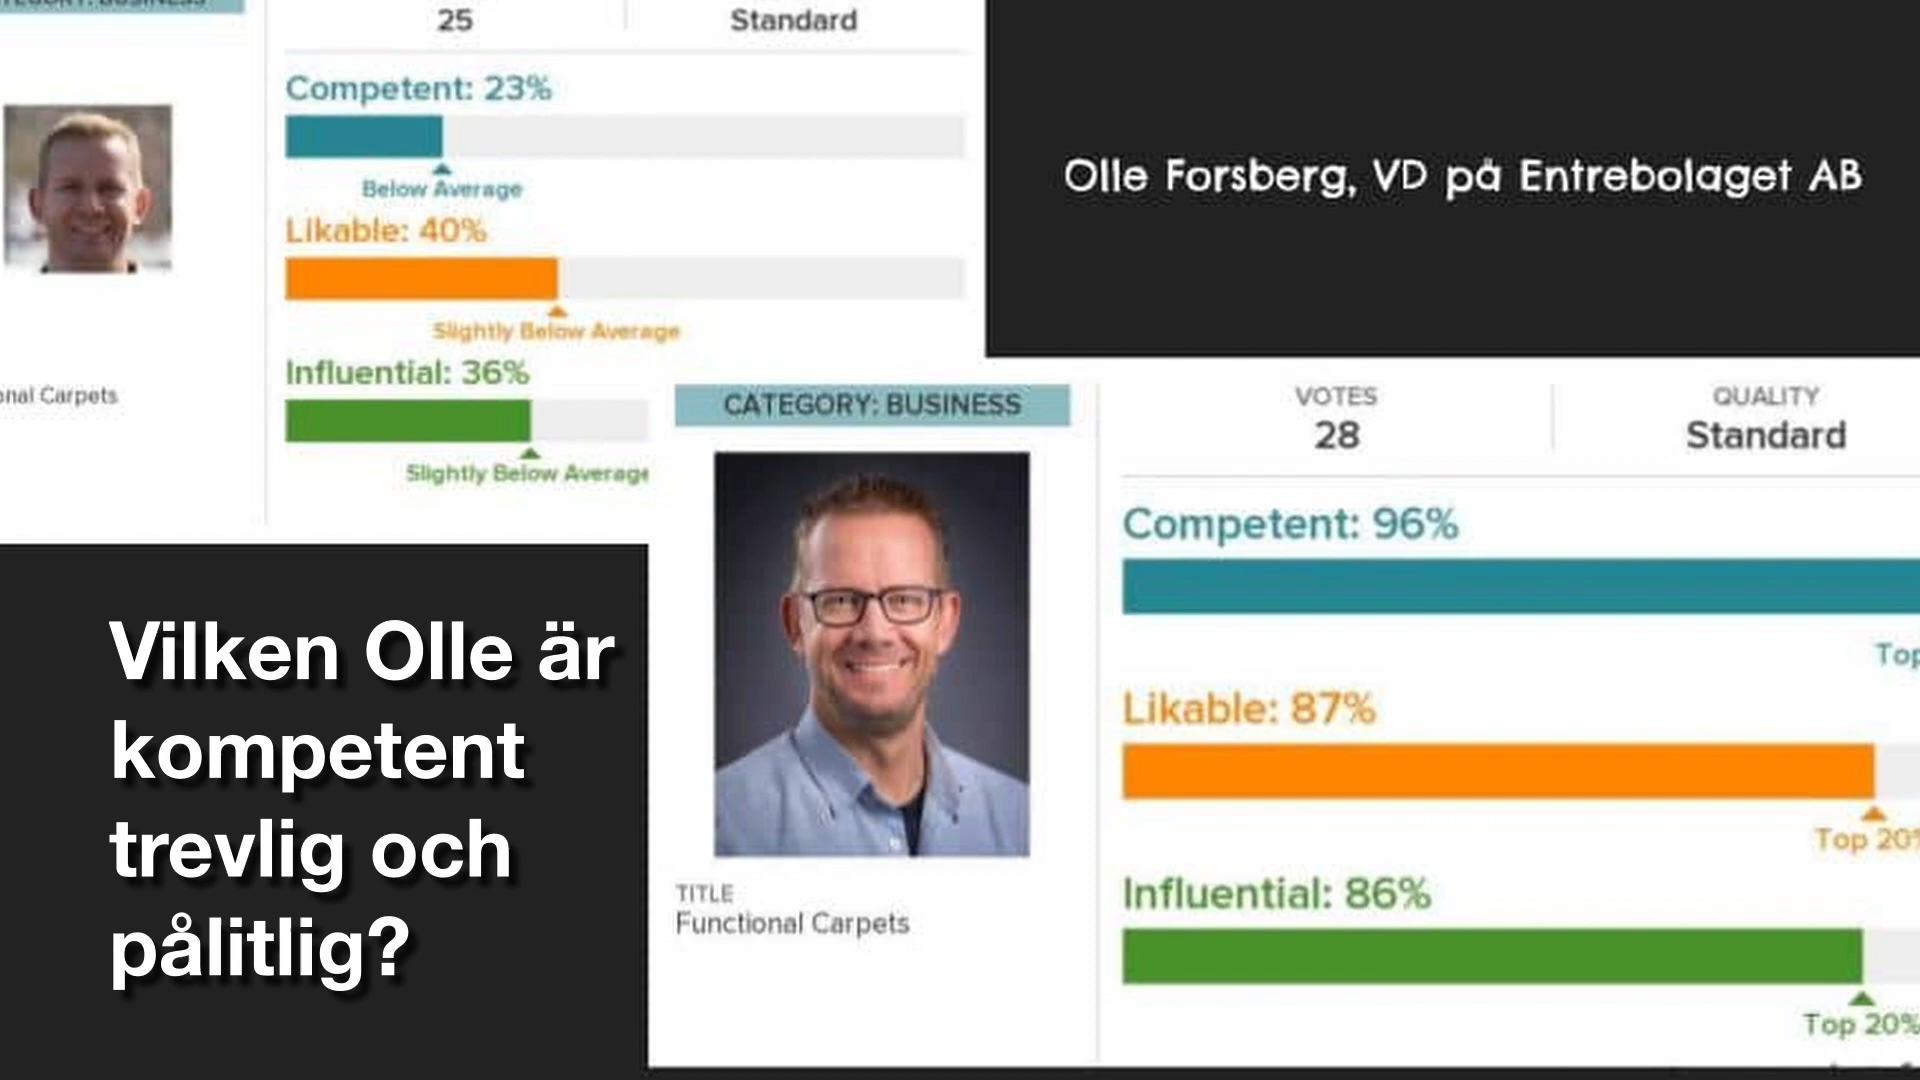 25
Standard
Competent: 23%
Below Average
Likable: 40%
Slightly Below Average
Influential: 36%
Slightly Below Average
Carpets
Olle Forsberg, VD på Entrebolaget AB
CATEGORY: BUSINESS
VOTES
28
QUALITY
Standard
Competent: 96%
Top
Likable: 87%
Top 20%
Influential: 86%
Top 20%
TITLE
Functional Carpets
Vilken Olle är
kompetent
trevlig och
pålitlig?